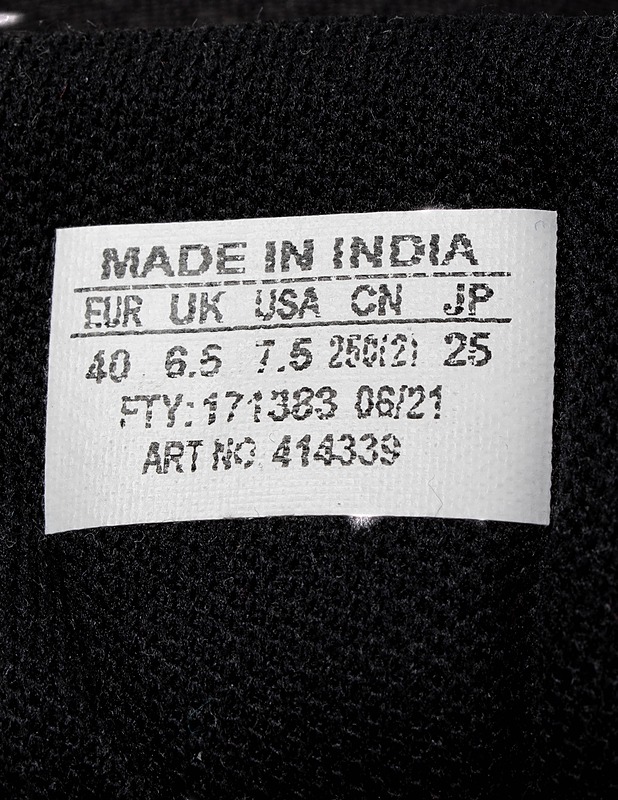 MADE IN INDIA
EUR UK USA CN JP
40 6.5 7.5 250(2) 25
FTY: 171383 06/21
ART NO 414339